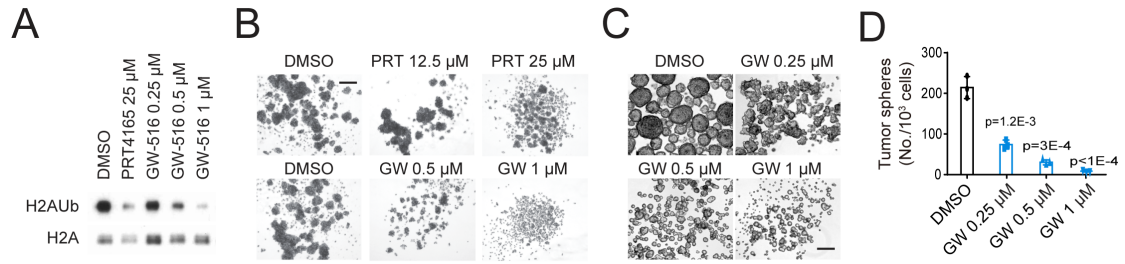 A
DMSO
PRT4165 25 µM
GW-516 0.25 µM
GW-516 0.5 µM
GW-516 1 µM
H2AUb
H2A
B
DMSO
PRT 12.5 µM
PRT 25 µM
DMSO
GW 0.5 µM
GW 1 µM
C
DMSO
GW 0.25 µM
GW 0.5 µM
GW 1 µM
D
Tumor spheres
(No./10³ cells)
300
200
100
0
p=1.2E-3
p=3E-4
p<1E-4
DMSO
GW 0.25 µM
GW 0.5 µM
GW 1 µM